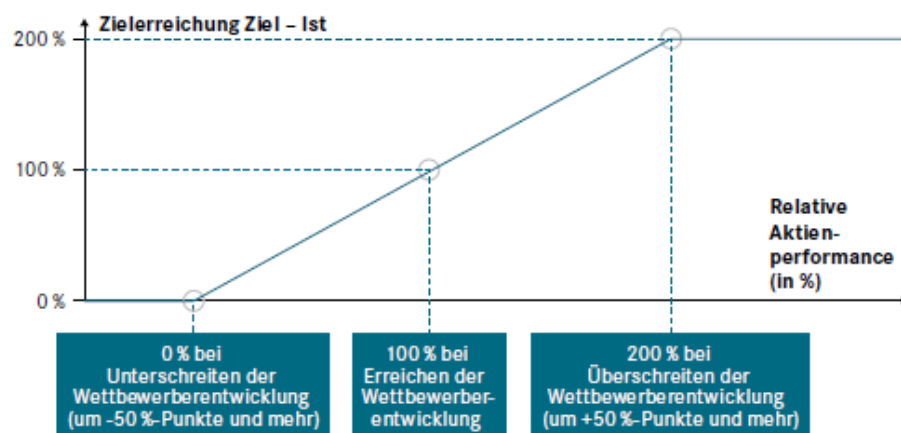 Zielerreichung Ziel – Ist
200 %
100 %
Relative
Aktien-
performance
(in %)
0 %
0 % bei
Unterschreiten der
Wettbewerberentwicklung
(um -50 %-Punkte und mehr)
100 % bei
Erreichen der
Wettbewerber-
entwicklung
200 % bei
Überschreiten der
Wettbewerberentwicklung
(um +50 %-Punkte und mehr)